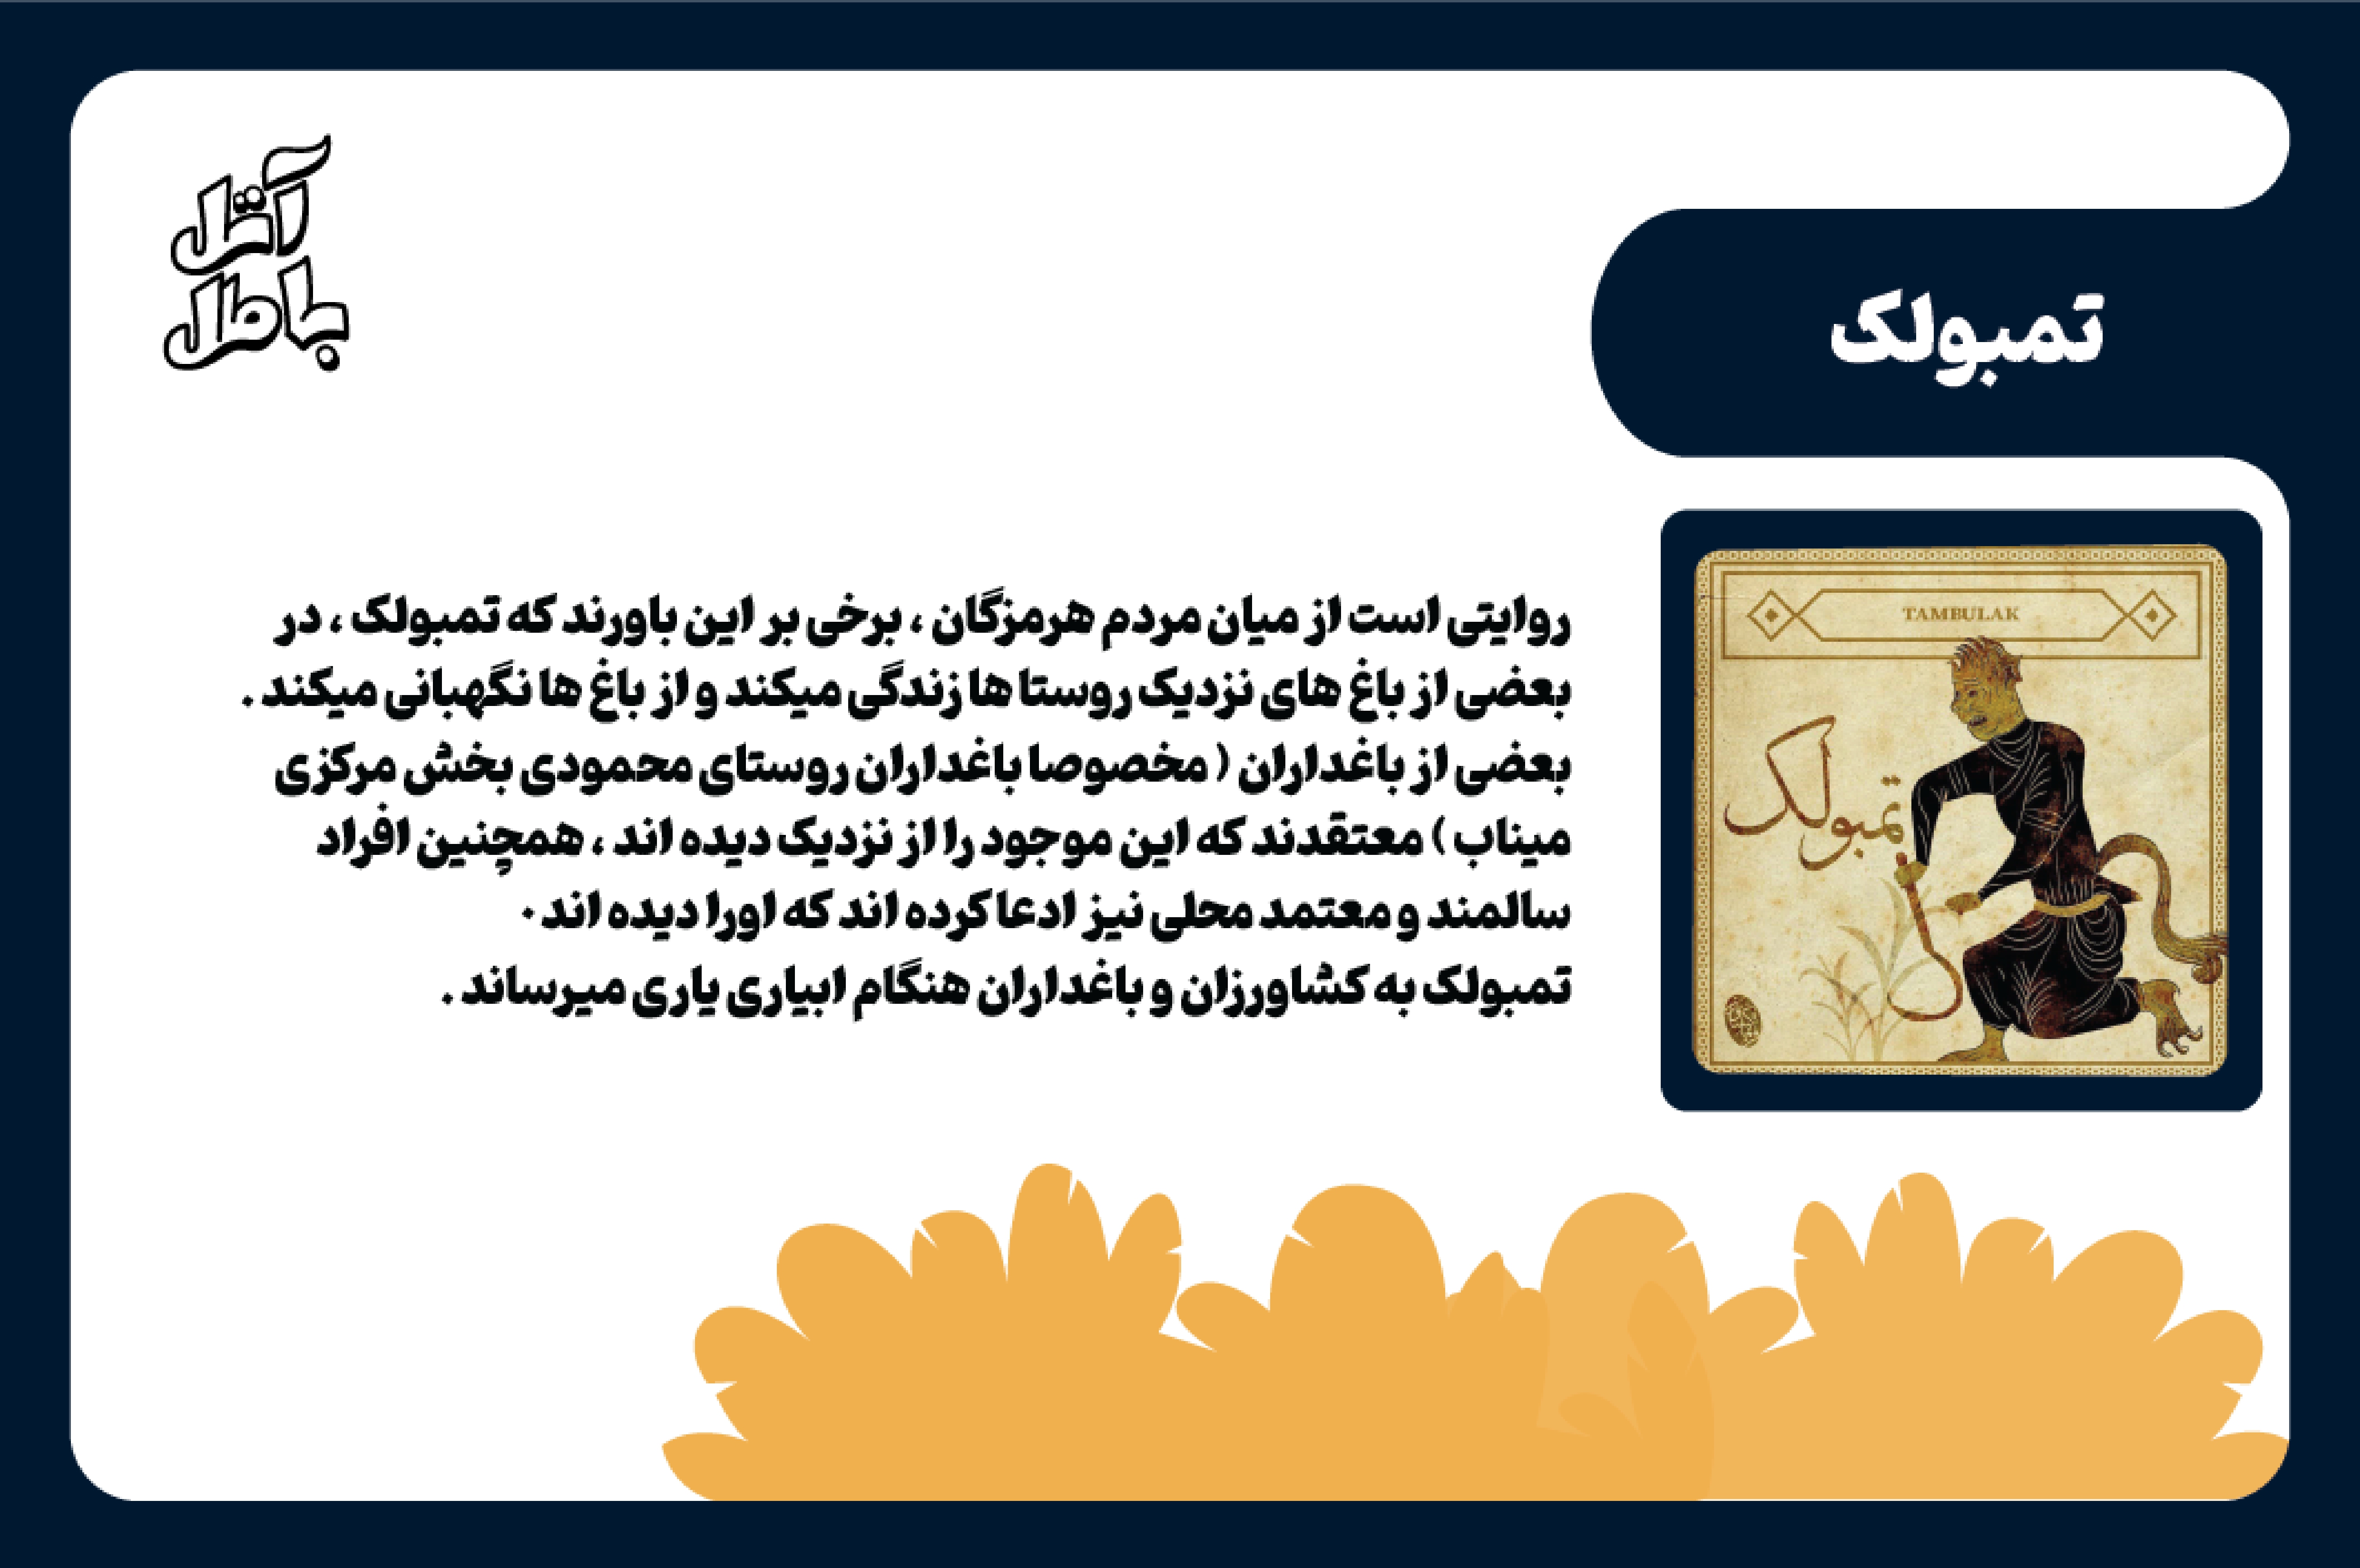 آتل
باطل
تمبولک
TAMBULAK
تمبولک
روایتی است از میان مردم هرمزگان ، برخی بر این باورند که تمبولک ، در
بعضی از باغ های نزدیک روستا ها زندگی میکند و از باغ ها نگهبانی میکند .
بعضی از باغداران ( مخصوصا باغداران روستای محمودی بخش مرکزی
میناب ) معتقدند که این موجود را از نزدیک دیده اند ، همچنین افراد
سالمند و معتمد محلی نیز ادعا کرده اند که اورا دیده اند .
تمبولک به کشاورزان و باغداران هنگام ابیاری یاری میرساند .